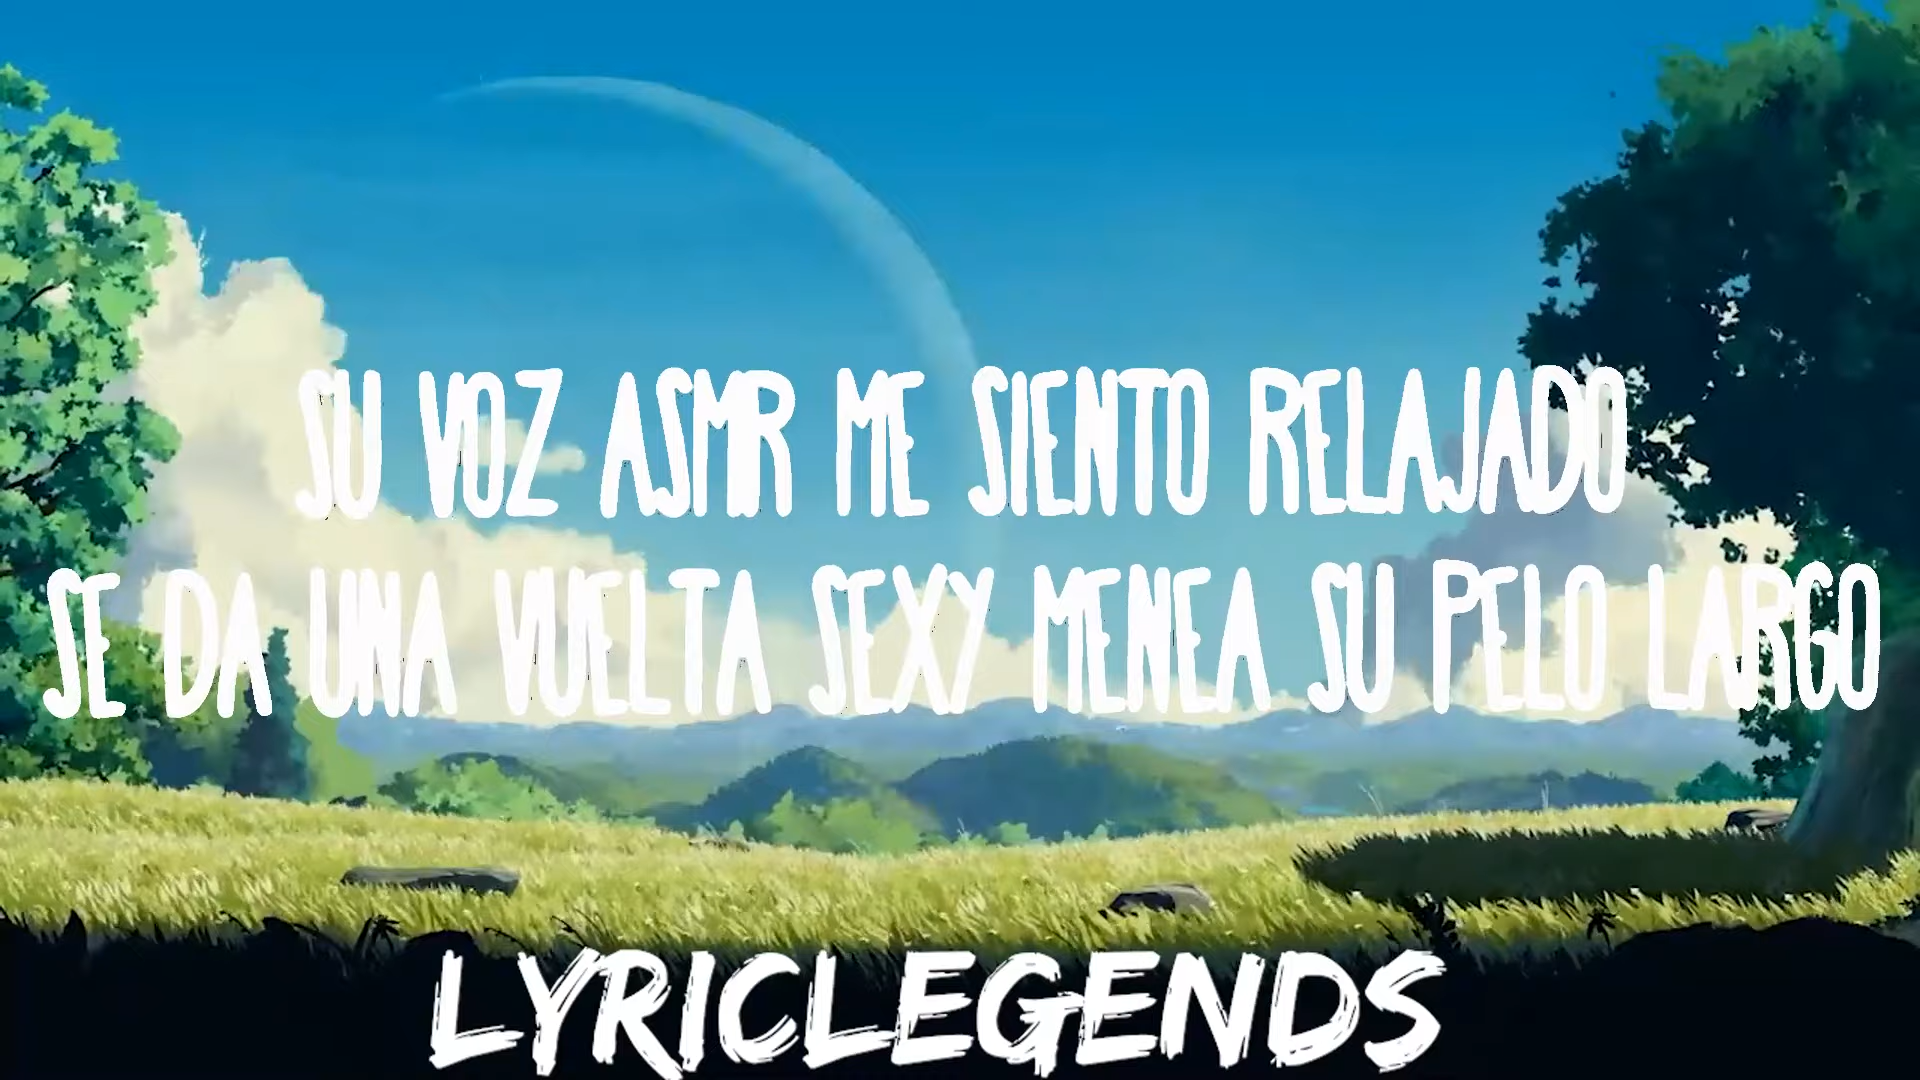 SU VOZ ASMR ME SIENTO RELAJADO
SE DA UNA VUELTA SEXY MENEA SU PELO LARGO
LYRICLEGENDS